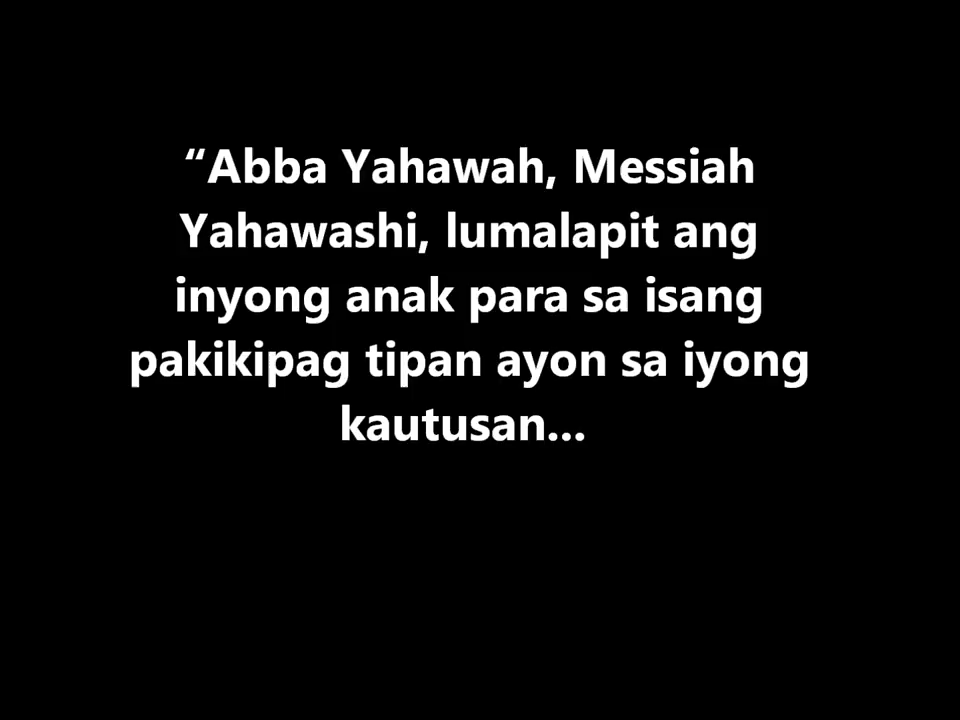 “Abba Yahawah, Messiah
Yahawashi, lumalapit ang
inyong anak para sa isang
pakikipag tipan ayon sa iyong
kautusan...